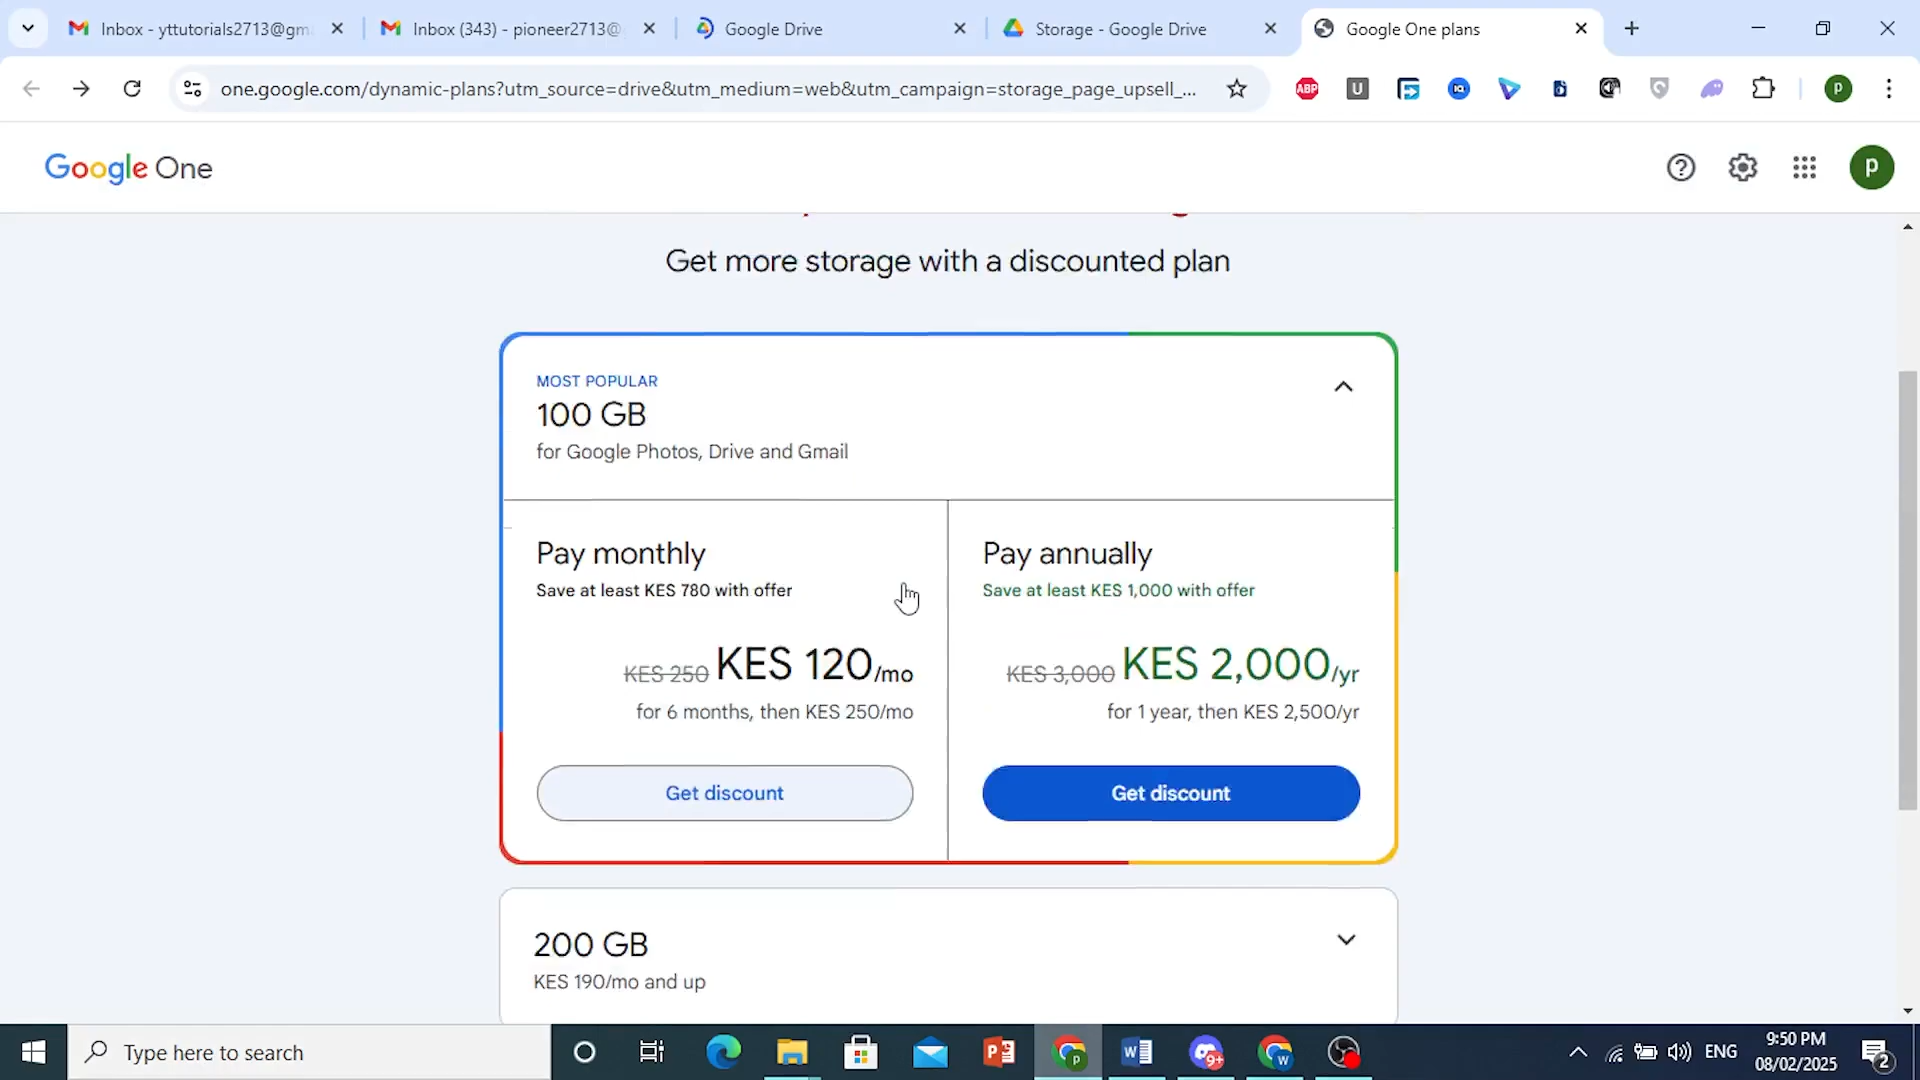 Inbox - yttutorials2713@gm
Inbox (343) - pioneer2713@
Google Drive
Storage - Google Drive
Google One plans
one.google.com/dynamic-plans?utm_source=drive&utm_medium=web&utm_campaign=storage_page_upsell_...
ABP
U
P
Google One
p
Get more storage with a discounted plan
MOST POPULAR
100 GB
for Google Photos, Drive and Gmail
Pay monthly
Save at least KES 780 with offer
KES 250 KES 120/mo
for 6 months, then KES 250/mo
Get discount
Pay annually
Save at least KES 1,000 with offer
KES 3,000 KES 2,000/yr
for 1 year, then KES 2,500/yr
Get discount
200 GB
KES 190/mo and up
Type here to search
9+
ENG
9:50 PM
08/02/2025
2